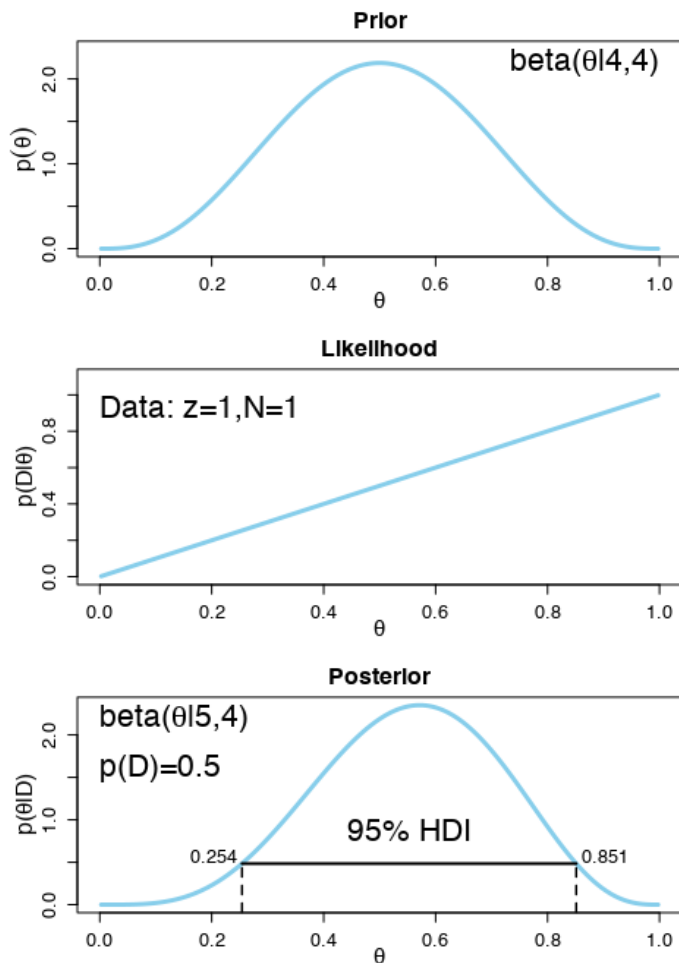 Prior
beta(θ|4,4)
p(θ)
0.0 1.0 2.0
0.0 0.2 0.4 0.6 0.8 1.0
θ
Likelihood
Data: z=1,N=1
p(D|θ)
0.0 0.4 0.8
0.0 0.2 0.4 0.6 0.8 1.0
θ
Posterior
beta(θ|5,4)
p(D)=0.5
95% HDI
0.254 0.851
p(θ|D)
0.0 1.0 2.0
0.0 0.2 0.4 0.6 0.8 1.0
θ